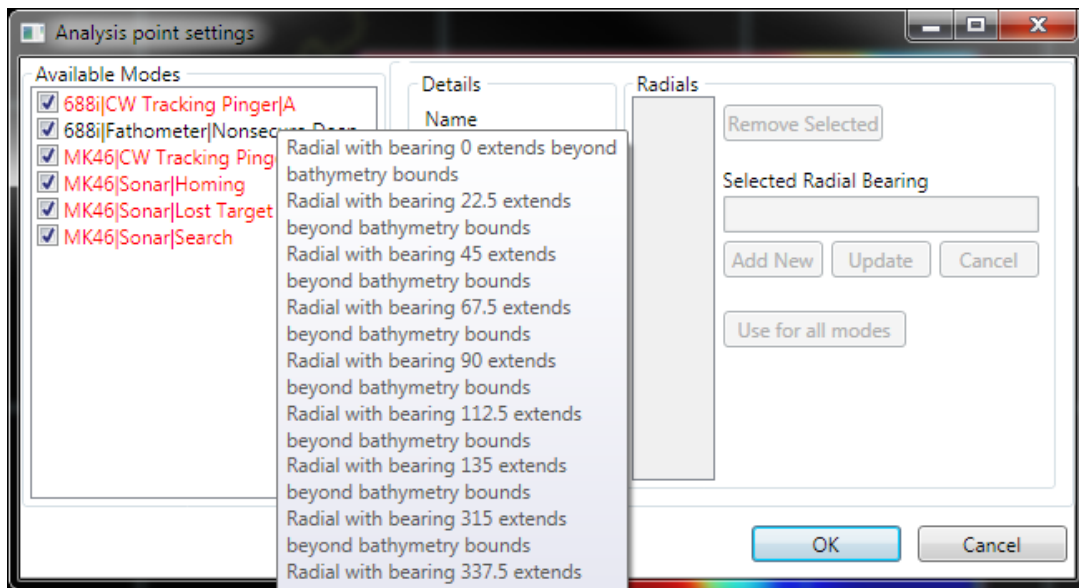 Analysis point settings
Available Modes
688i|CW Tracking Pinger|A
688i|Fathometer|Nonsecure Deep
MK46|CW Tracking Ping
MK46|Sonar|Homing
MK46|Sonar|Lost Target
MK46|Sonar|Search
Details
Name
Radial with bearing 0 extends beyond
bathymetry bounds
Radial with bearing 22.5 extends
beyond bathymetry bounds
Radial with bearing 45 extends
beyond bathymetry bounds
Radial with bearing 67.5 extends
beyond bathymetry bounds
Radial with bearing 90 extends
beyond bathymetry bounds
Radial with bearing 112.5 extends
beyond bathymetry bounds
Radial with bearing 135 extends
beyond bathymetry bounds
Radial with bearing 315 extends
beyond bathymetry bounds
Radial with bearing 337.5 extends
Radials
Remove Selected
Selected Radial Bearing
Add New
Update
Cancel
Use for all modes
OK
Cancel